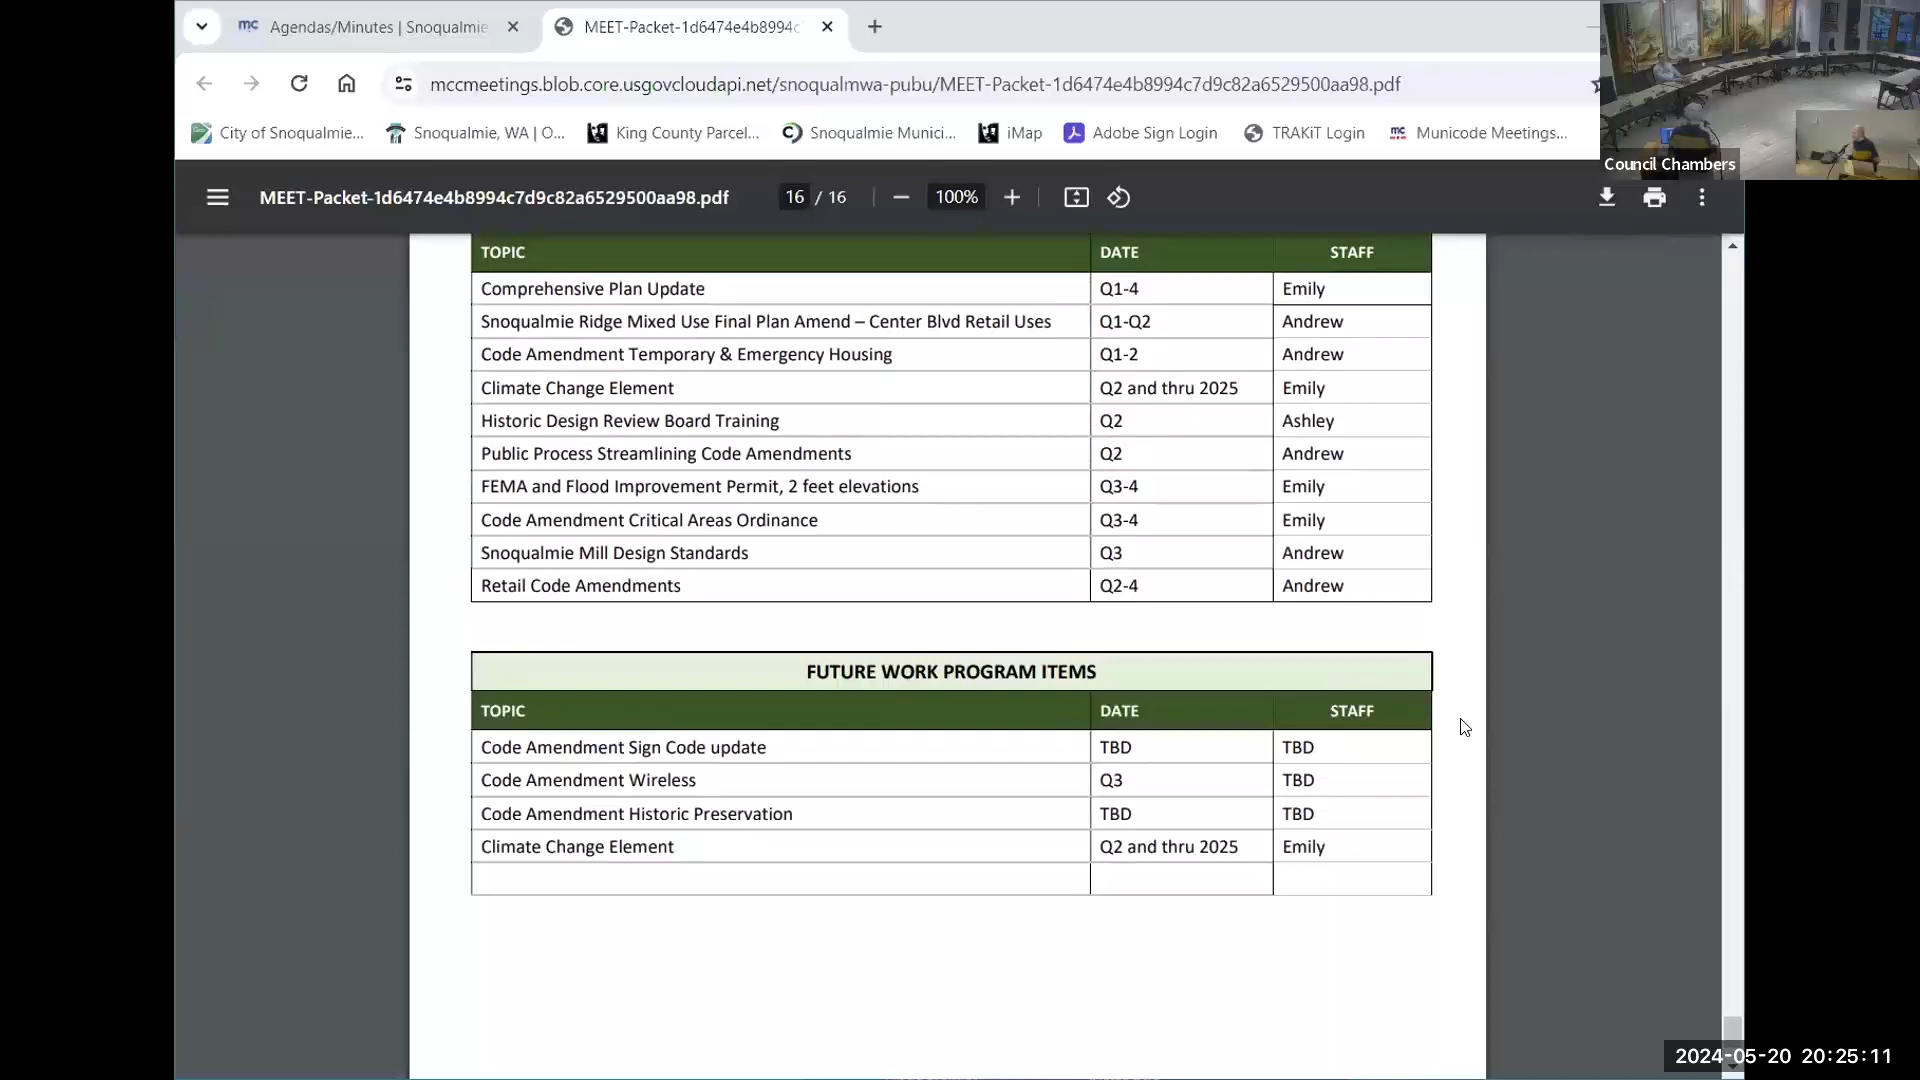 Agendas/Minutes | Snoqualmie
MEET-Packet-1d6474e4b8994c
mccmeetings.blob.core.usgovcloudapi.net/snoqualmwa-pubu/MEET-Packet-1d6474e4b8994c7d9c82a6529500aa98.pdf
City of Snoqualmie... Snoqualmie, WA | O... King County Parcel... Snoqualmie Munici... iMap Adobe Sign Login TRAKiT Login mc Municode Meetings...
Council Chambers
MEET-Packet-1d6474e4b8994c7d9c82a6529500aa98.pdf 16 / 16 100%
TOPIC DATE STAFF
Comprehensive Plan Update Q1-4 Emily
Snoqualmie Ridge Mixed Use Final Plan Amend – Center Blvd Retail Uses Q1-Q2 Andrew
Code Amendment Temporary & Emergency Housing Q1-2 Andrew
Climate Change Element Q2 and thru 2025 Emily
Historic Design Review Board Training Q2 Ashley
Public Process Streamlining Code Amendments Q2 Andrew
FEMA and Flood Improvement Permit, 2 feet elevations Q3-4 Emily
Code Amendment Critical Areas Ordinance Q3-4 Emily
Snoqualmie Mill Design Standards Q3 Andrew
Retail Code Amendments Q2-4 Andrew
FUTURE WORK PROGRAM ITEMS
TOPIC DATE STAFF
Code Amendment Sign Code update TBD TBD
Code Amendment Wireless Q3 TBD
Code Amendment Historic Preservation TBD TBD
Climate Change Element Q2 and thru 2025 Emily
2024-05-20 20:25:11